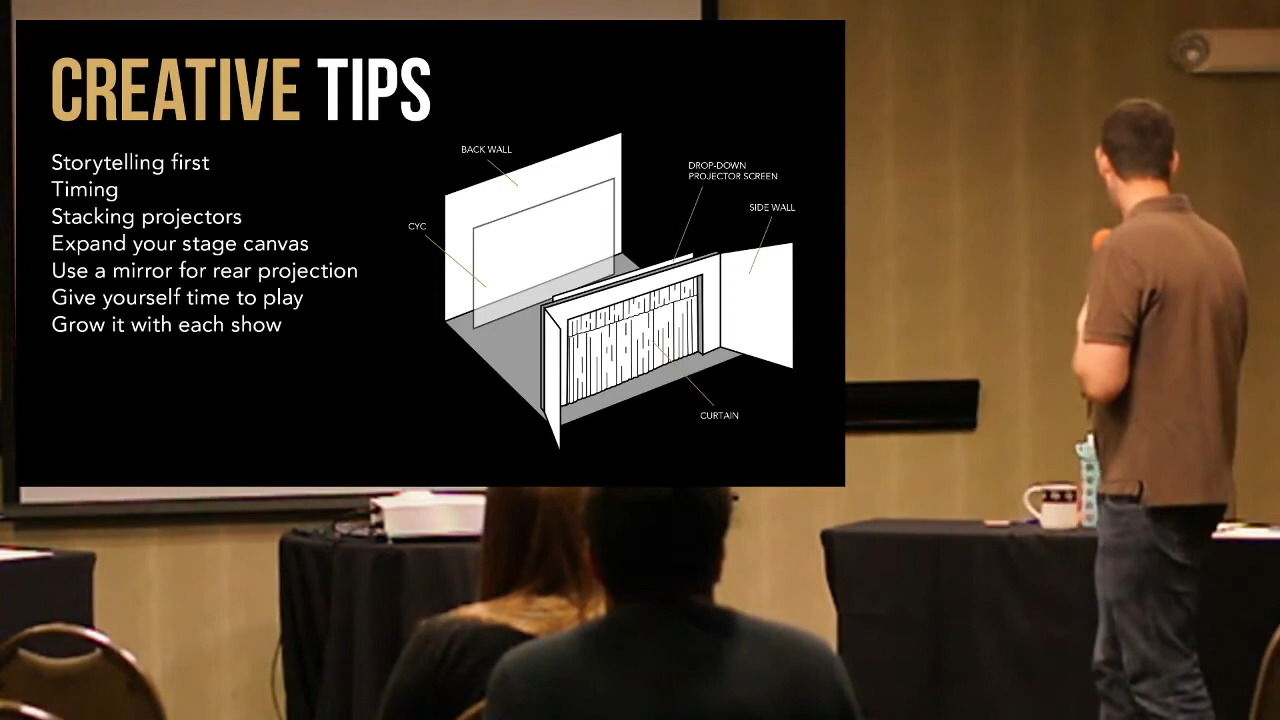 CREATIVE TIPS
Storytelling first
Timing
Stacking projectors
Expand your stage canvas
Use a mirror for rear projection
Give yourself time to play
Grow it with each show
BACK WALL
DROP-DOWN
PROJECTOR SCREEN
SIDE WALL
CYC
CURTAIN